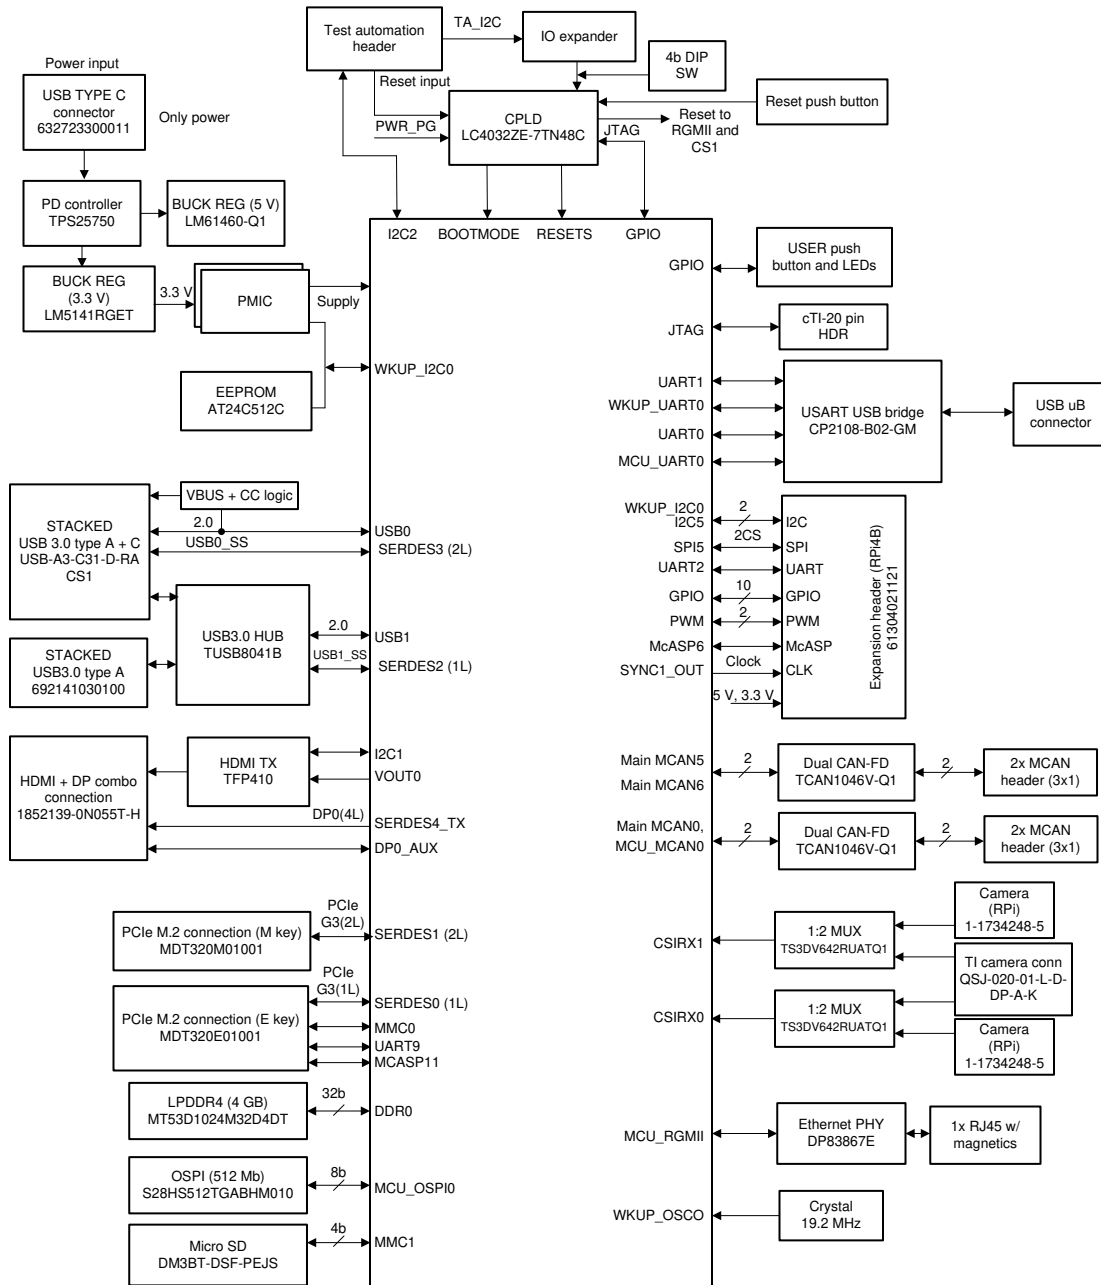 Test automation
header
TA_I2C
IO expander
4b DIP
SW
Power input
USB TYPE C
connector
632723300011
Only power
Reset input
PWR_PG
CPLD
LC4032ZE-7TN48C
JTAG
Reset push button
Reset to
RGMII and
CS1
PD controller
TPS25750
BUCK REG (5 V)
LM61460-Q1
BUCK REG
(3.3 V)
LM5141RGET
3.3 V
PMIC
Supply
I2C2
BOOTMODE
RESETS
GPIO
GPIO
USER push
button and LEDs
JTAG
cTI-20 pin
HDR
EEPROM
AT24C512C
WKUP_I2C0
UART1
WKUP_UART0
UART0
MCU_UART0
USART USB bridge
CP2108-B02-GM
USB uB
connector
STACKED
USB 3.0 type A + C
USB-A3-C31-D-RA
CS1
VBUS + CC logic
2.0
USB0
USB0_SS
SERDES3 (2L)
STACKED
USB3.0 type A
692141030100
USB3.0 HUB
TUSB8041B
2.0
USB1
USB1_SS
SERDES2 (1L)
WKUP_I2C0
I2C5
2
I2C
SPI5
2CS
SPI
UART2
UART
GPIO
10
GPIO
PWM
2
PWM
McASP6
McASP
SYNC1_OUT
Clock
CLK
5 V, 3.3 V
Expansion header (RPI4B)
61304021121
HDMI + DP combo
connection
1852139-0N055T-H
HDMI TX
TFP410
I2C1
VOUT0
DP0(4L)
SERDES4_TX
DP0_AUX
Main MCAN5
Main MCAN6
2
Dual CAN-FD
TCAN1046V-Q1
2
2x MCAN
header (3x1)
Main MCAN0,
MCU_MCAN0
2
Dual CAN-FD
TCAN1046V-Q1
2
2x MCAN
header (3x1)
PCIe M.2 connection (M key)
MDT320M01001
PCIe
G3(2L)
SERDES1 (2L)
PCIe M.2 connection (E key)
MDT320E01001
PCIe
G3(1L)
SERDES0 (1L)
MMC0
UART9
MCASP11
CSIRX1
1:2 MUX
TS3DV642RUATQ1
Camera
(RPi)
1-1734248-5
TI camera conn
QSJ-020-01-L-D-
DP-A-K
CSIRX0
1:2 MUX
TS3DV642RUATQ1
Camera
(RPi)
1-1734248-5
LPDDR4 (4 GB)
MT53D1024M32D4DT
32b
DDR0
MCU_RGMII
Ethernet PHY
DP83867E
1x RJ45 w/
magnetics
OSPI (512 Mb)
S28HS512TGABHM010
8b
MCU_OSPI0
WKUP_OSCO
Crystal
19.2 MHz
Micro SD
DM3BT-DSF-PEJS
4b
MMC1